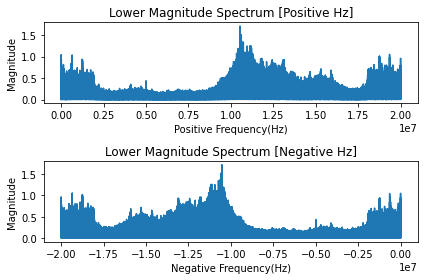 Lower Magnitude Spectrum [Positive Hz]
Magnitude
1.5
1.0
0.5
0.0
0.00 0.25 0.50 0.75 1.00 1.25 1.50 1.75 2.00
1e7
Positive Frequency(Hz)
Lower Magnitude Spectrum [Negative Hz]
Magnitude
1.5
1.0
0.5
0.0
−2.00 −1.75 −1.50 −1.25 −1.00 −0.75 −0.50 −0.25 0.00
1e7
Negative Frequency(Hz)